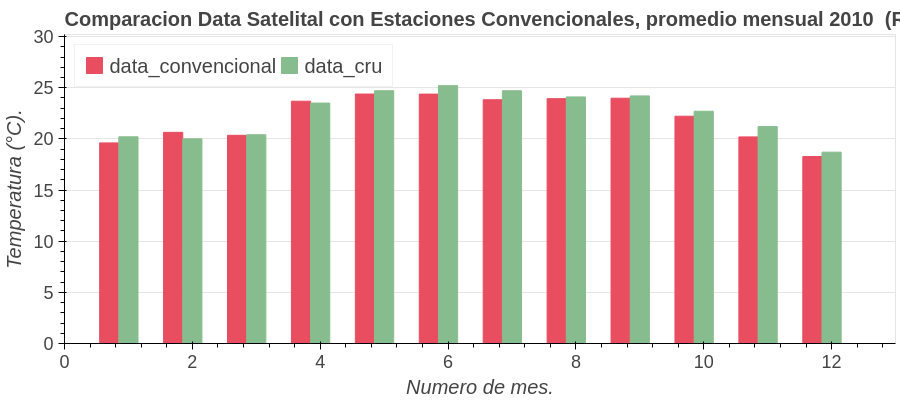 Comparacion Data Satelital con Estaciones Convencionales, promedio mensual 2010 (R
data_convencional data_cru
30
25
20
15
10
5
0
Temperatura (°C).
0 2 4 6 8 10 12
Numero de mes.